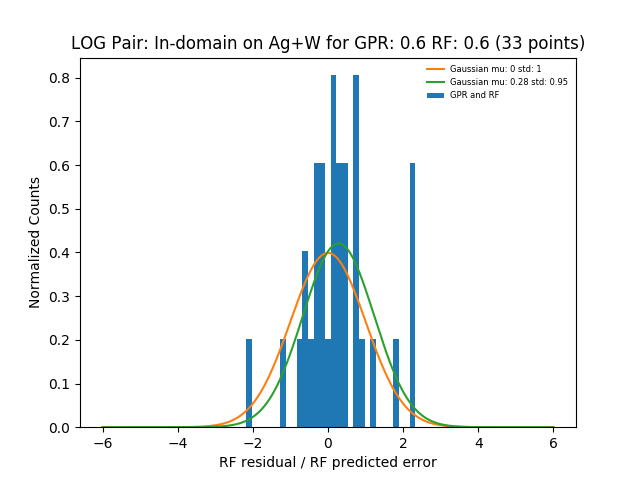 LOG Pair: In-domain on Ag+W for GPR: 0.6 RF: 0.6 (33 points)
Gaussian mu: 0 std: 1
Gaussian mu: 0.28 std: 0.95
GPR and RF
Normalized Counts
0.8
0.7
0.6
0.5
0.4
0.3
0.2
0.1
0.0
−6 −4 −2 0 2 4 6
RF residual / RF predicted error